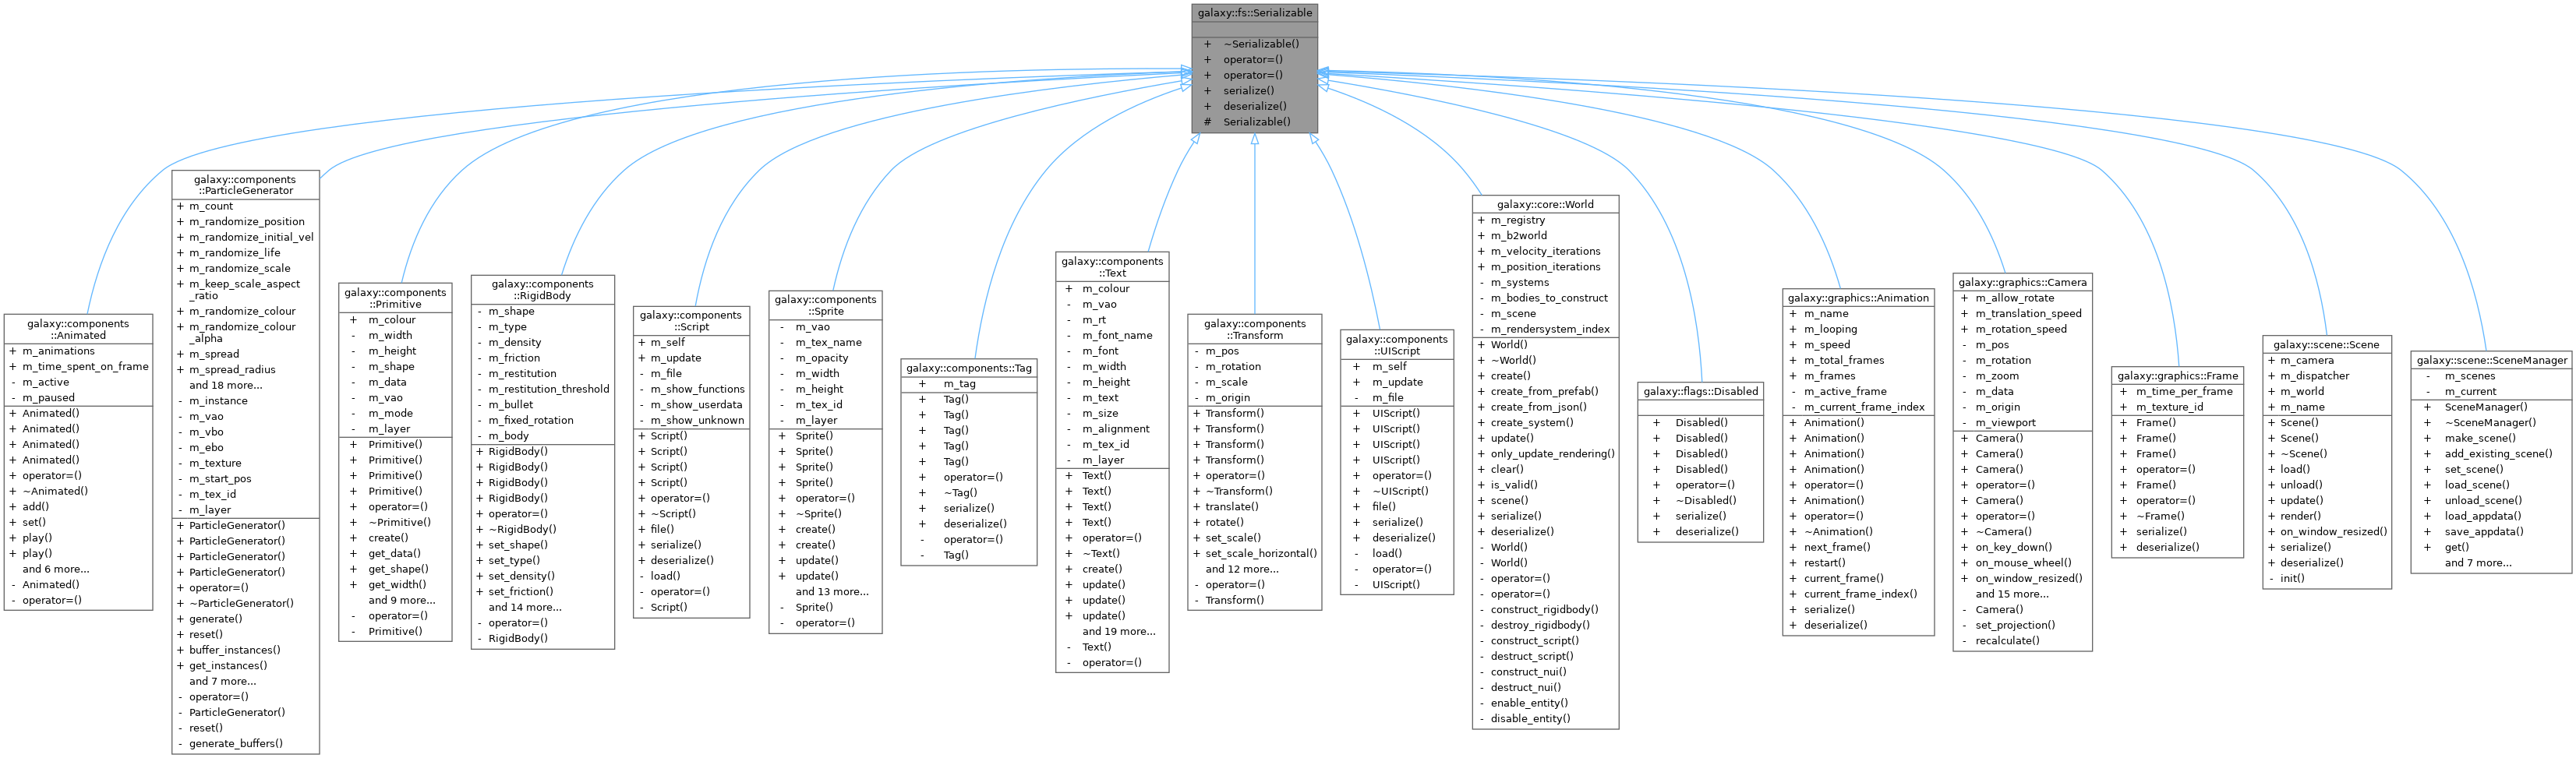 galaxy::fs::Serializable
+ ~Serializable()
+ operator=()
+ operator=()
+ serialize()
+ deserialize()
# Serializable()
galaxy::components
::Animated
+ m_animations
+ m_time_spent_on_frame
- m_active
- m_paused
+ Animated()
+ Animated()
+ Animated()
+ Animated()
+ operator=()
+ ~Animated()
+ add()
+ set()
+ play()
+ play()
and 6 more...
- Animated()
- operator=()
galaxy::components
::ParticleGenerator
+ m_count
+ m_randomize_position
+ m_randomize_initial_vel
+ m_randomize_life
+ m_randomize_scale
+ m_keep_scale_aspect
_ratio
+ m_randomize_colour
+ m_randomize_colour
_alpha
+ m_spread
+ m_spread_radius
and 18 more...
- m_instance
- m_vao
- m_vbo
- m_ebo
- m_texture
- m_start_pos
- m_tex_id
- m_layer
+ ParticleGenerator()
+ ParticleGenerator()
+ ParticleGenerator()
+ ParticleGenerator()
+ operator=()
+ ~ParticleGenerator()
+ generate()
+ reset()
+ buffer_instances()
+ get_instances()
and 7 more...
- operator=()
- ParticleGenerator()
- reset()
- generate_buffers()
galaxy::components
::Primitive
+ m_colour
- m_width
- m_height
- m_shape
- m_data
- m_vao
- m_mode
- m_layer
+ Primitive()
+ Primitive()
+ Primitive()
+ Primitive()
+ operator=()
+ ~Primitive()
+ create()
+ get_data()
+ get_shape()
+ get_width()
and 9 more...
- operator=()
- Primitive()
galaxy::components
::RigidBody
- m_shape
- m_type
- m_density
- m_friction
- m_restitution
- m_restitution_threshold
- m_bullet
- m_fixed_rotation
- m_body
+ RigidBody()
+ RigidBody()
+ RigidBody()
+ RigidBody()
+ operator=()
+ ~RigidBody()
+ set_shape()
+ set_type()
+ set_density()
+ set_friction()
and 14 more...
- operator=()
- RigidBody()
galaxy::components
::Script
+ m_self
+ m_update
- m_file
- m_show_functions
- m_show_userdata
- m_show_unknown
+ Script()
+ Script()
+ Script()
+ Script()
+ operator=()
+ ~Script()
+ file()
+ serialize()
+ deserialize()
- load()
- operator=()
- Script()
galaxy::components
::Sprite
- m_vao
- m_tex_name
- m_opacity
- m_width
- m_height
- m_tex_id
- m_layer
+ Sprite()
+ Sprite()
+ Sprite()
+ Sprite()
+ operator=()
+ ~Sprite()
+ create()
+ create()
+ update()
+ update()
and 13 more...
- Sprite()
- operator=()
galaxy::components::Tag
+ m_tag
+ Tag()
+ Tag()
+ Tag()
+ Tag()
+ Tag()
+ operator=()
+ ~Tag()
+ serialize()
+ deserialize()
- operator=()
- Tag()
galaxy::components
::Text
+ m_colour
- m_vao
- m_rt
- m_font_name
- m_font
- m_width
- m_height
- m_text
- m_size
- m_alignment
- m_tex_id
- m_layer
+ Text()
+ Text()
+ Text()
+ Text()
+ operator=()
+ ~Text()
+ create()
+ update()
+ update()
+ update()
and 19 more...
- Text()
- operator=()
galaxy::components
::Transform
- m_pos
- m_rotation
- m_scale
- m_origin
+ Transform()
+ Transform()
+ Transform()
+ Transform()
+ operator=()
+ ~Transform()
+ translate()
+ rotate()
+ set_scale()
+ set_scale_horizontal()
and 12 more...
- operator=()
- Transform()
galaxy::components
::UIScript
+ m_self
+ m_update
- m_file
+ UIScript()
+ UIScript()
+ UIScript()
+ UIScript()
+ operator=()
+ ~UIScript()
+ file()
+ serialize()
+ deserialize()
- load()
- operator=()
- UIScript()
galaxy::core::World
+ m_registry
+ m_b2world
+ m_velocity_iterations
+ m_position_iterations
- m_systems
- m_bodies_to_construct
- m_scene
- m_rendersystem_index
+ World()
+ ~World()
+ create()
+ create_from_prefab()
+ create_from_json()
+ create_system()
+ update()
+ only_update_rendering()
+ clear()
+ is_valid()
+ scene()
+ serialize()
+ deserialize()
- World()
- World()
- operator=()
- operator=()
- construct_rigidbody()
- destroy_rigidbody()
- construct_script()
- destruct_script()
- construct_nui()
- destruct_nui()
- enable_entity()
- disable_entity()
galaxy::flags::Disabled
+ Disabled()
+ Disabled()
+ Disabled()
+ Disabled()
+ operator=()
+ ~Disabled()
+ serialize()
+ deserialize()
galaxy::graphics::Animation
+ m_name
+ m_looping
+ m_speed
+ m_total_frames
+ m_frames
- m_active_frame
- m_current_frame_index
+ Animation()
+ Animation()
+ Animation()
+ Animation()
+ operator=()
+ Animation()
+ operator=()
+ ~Animation()
+ next_frame()
+ restart()
+ current_frame()
+ current_frame_index()
+ serialize()
+ deserialize()
galaxy::graphics::Camera
+ m_allow_rotate
+ m_translation_speed
+ m_rotation_speed
- m_pos
- m_rotation
- m_zoom
- m_data
- m_origin
- m_viewport
+ Camera()
+ Camera()
+ Camera()
+ operator=()
+ Camera()
+ operator=()
+ ~Camera()
+ on_key_down()
+ on_mouse_wheel()
+ on_window_resized()
and 15 more...
- Camera()
- set_projection()
- recalculate()
galaxy::graphics::Frame
+ m_time_per_frame
+ m_texture_id
+ Frame()
+ Frame()
+ Frame()
+ operator=()
+ Frame()
+ operator=()
+ ~Frame()
+ serialize()
+ deserialize()
galaxy::scene::Scene
+ m_camera
+ m_dispatcher
+ m_world
+ m_name
+ Scene()
+ Scene()
+ ~Scene()
+ load()
+ unload()
+ update()
+ render()
+ on_window_resized()
+ serialize()
+ deserialize()
- init()
galaxy::scene::SceneManager
- m_scenes
- m_current
+ SceneManager()
+ ~SceneManager()
+ make_scene()
+ add_existing_scene()
+ set_scene()
+ load_scene()
+ unload_scene()
+ load_appdata()
+ save_appdata()
+ get()
and 7 more...